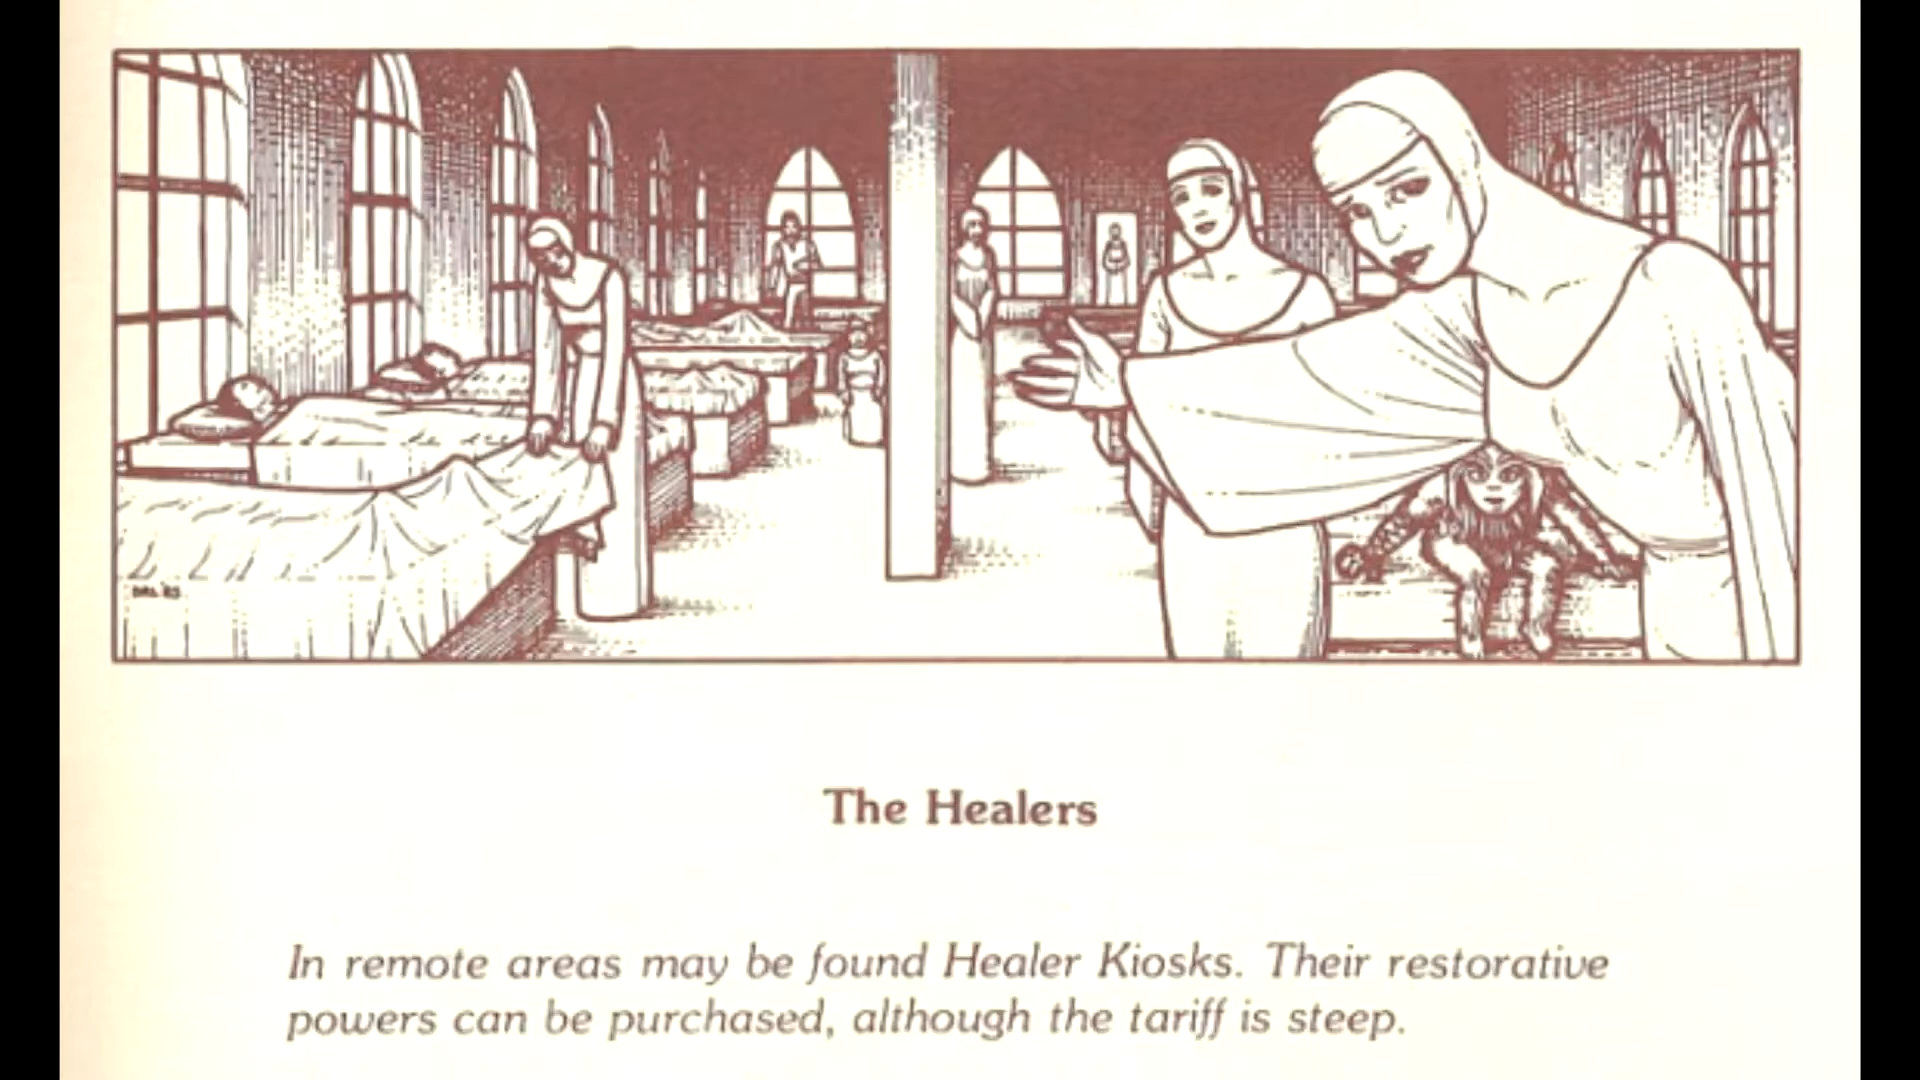 The Healers
In remote areas may be found Healer Kiosks. Their restorative
powers can be purchased, although the tariff is steep.